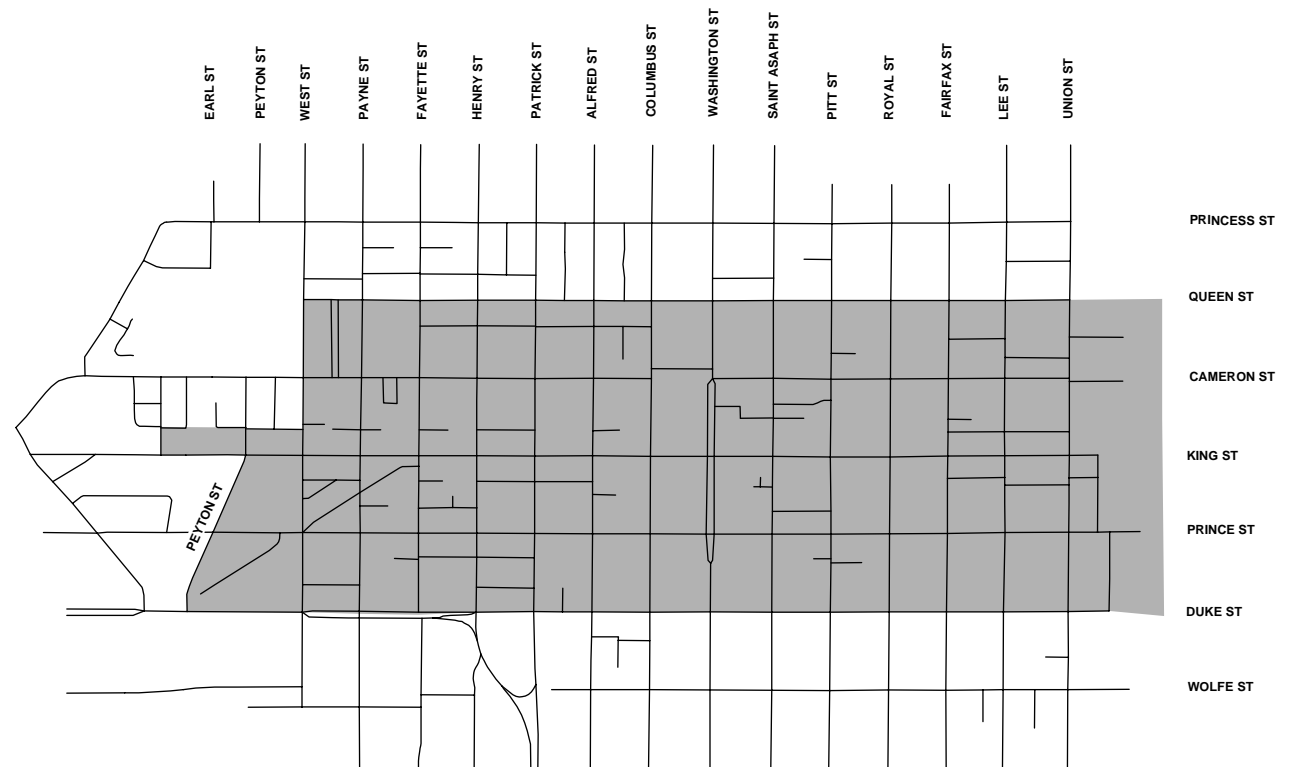 EARL ST
PEYTON ST
WEST ST
PAYNE ST
FAYETTE ST
HENRY ST
PATRICK ST
ALFRED ST
COLUMBUS ST
WASHINGTON ST
SAINT ASAPH ST
PITT ST
ROYAL ST
FAIRFAX ST
LEE ST
UNION ST
PRINCESS ST
QUEEN ST
CAMERON ST
KING ST
PEYTON ST
PRINCE ST
DUKE ST
WOLFE ST